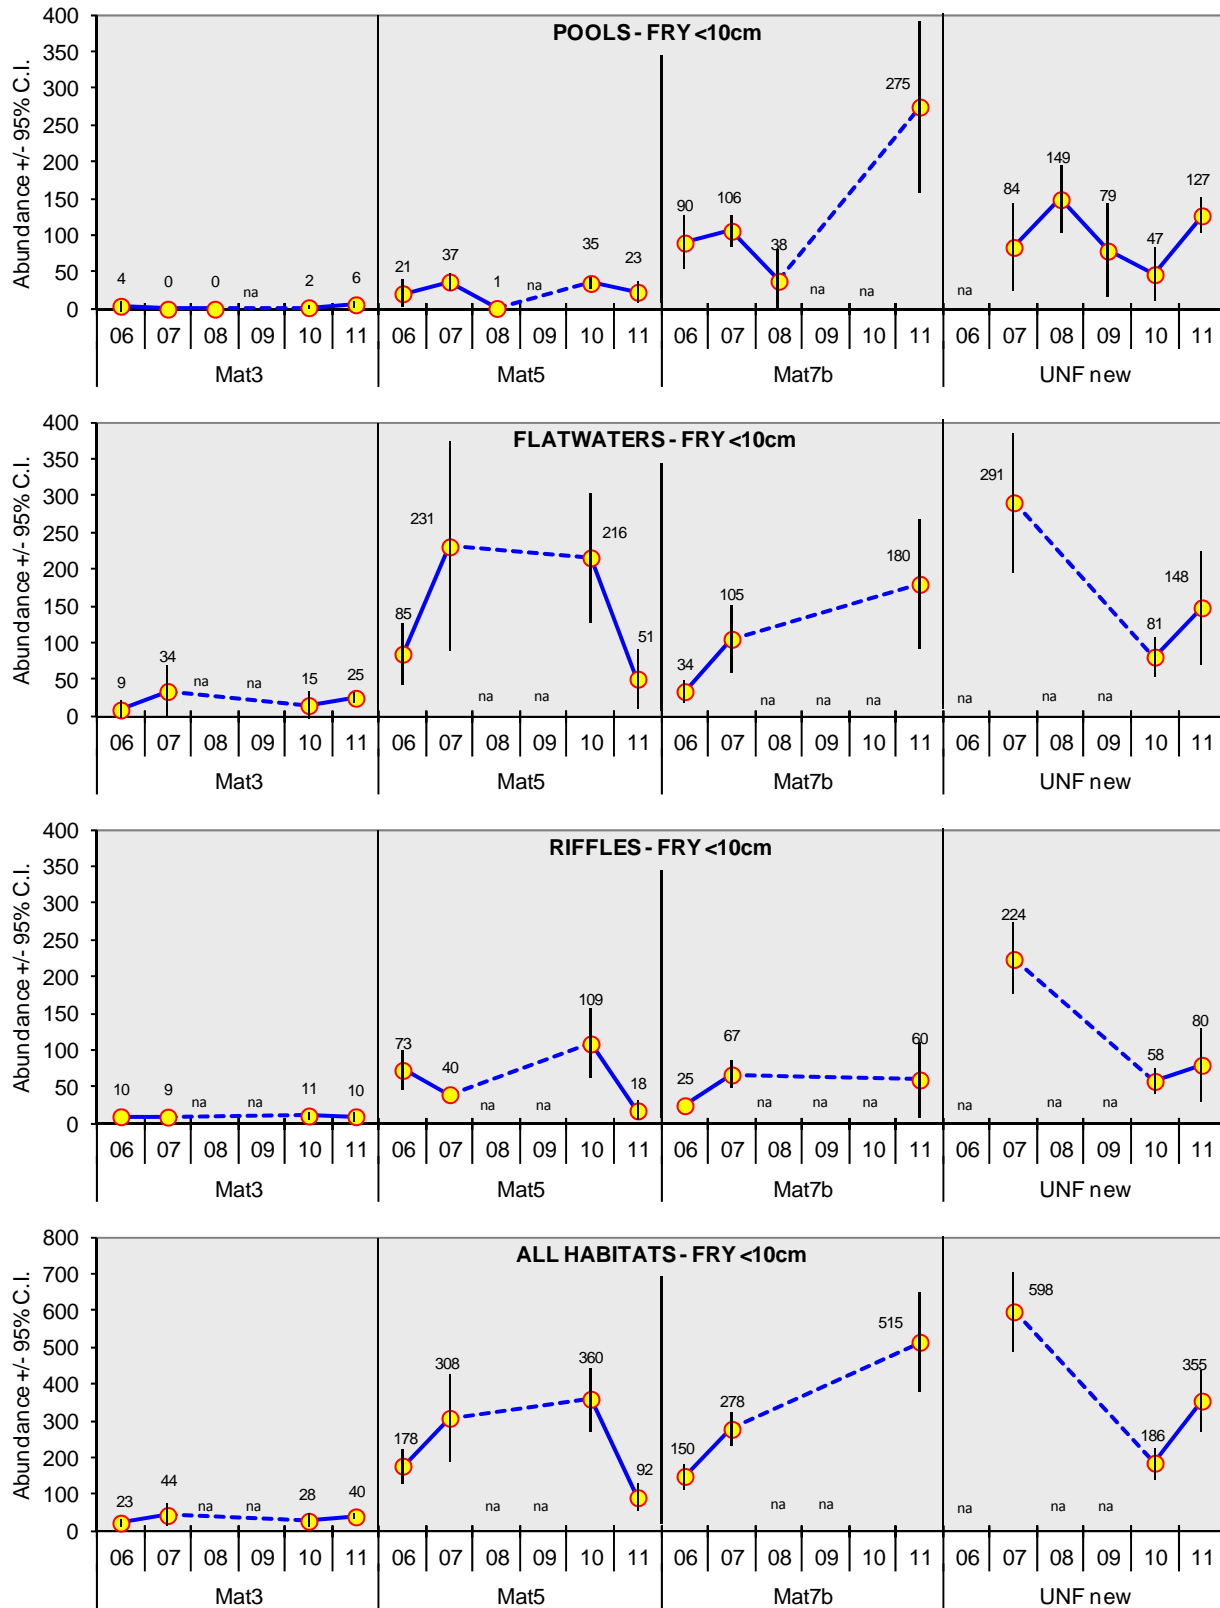 POOLS - FRY <10cm
Abundance +/- 95% C.I.
400
350
300
250
200
150
100
50
0
4 0 0 na 2 6
21 37 1 na 35 23
90 106 38 na na 275
na 84 149 79 47 127
06 07 08 09 10 11 06 07 08 09 10 11 06 07 08 09 10 11 06 07 08 09 10 11
Mat3 Mat5 Mat7b UNF new
FLATWATERS - FRY <10cm
Abundance +/- 95% C.I.
400
350
300
250
200
150
100
50
0
9 34 na na 15 25
85 231 na na 216 51
34 105 na na na 180
na 291 na na 81 148
06 07 08 09 10 11 06 07 08 09 10 11 06 07 08 09 10 11 06 07 08 09 10 11
Mat3 Mat5 Mat7b UNF new
RIFFLES - FRY <10cm
Abundance +/- 95% C.I.
400
350
300
250
200
150
100
50
0
10 9 na na 11 10
73 40 na na 109 18
25 67 na na na 60
na 224 na na 58 80
06 07 08 09 10 11 06 07 08 09 10 11 06 07 08 09 10 11 06 07 08 09 10 11
Mat3 Mat5 Mat7b UNF new
ALL HABITATS - FRY <10cm
Abundance +/- 95% C.I.
800
700
600
500
400
300
200
100
0
23 44 na na 28 40
178 308 na na 360 92
150 278 na na 515
na 598 na na 186 355
06 07 08 09 10 11 06 07 08 09 10 11 06 07 08 09 10 11 06 07 08 09 10 11
Mat3 Mat5 Mat7b UNF new